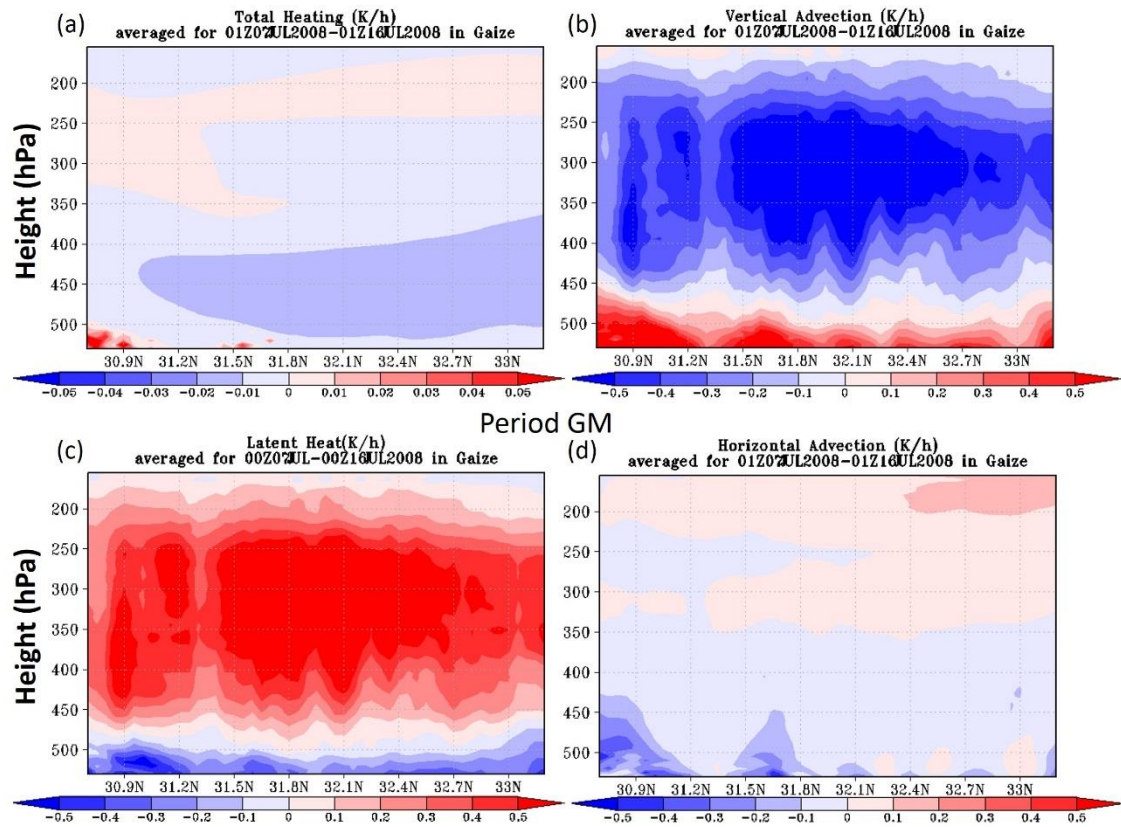 (a)
Total Heating (K/h)
averaged for 01Z07JUL2008-01Z16JUL2008 in Gaize
Height (hPa)
200
250
300
350
400
450
500
30.9N 31.2N 31.5N 31.8N 32.1N 32.4N 32.7N 33N
-0.05 -0.04 -0.03 -0.02 -0.01 0 0.01 0.02 0.03 0.04 0.05
(b)
Vertical Advection (K/h)
averaged for 01Z07JUL2008-01Z16JUL2008 in Gaize
200
250
300
350
400
450
500
30.9N 31.2N 31.5N 31.8N 32.1N 32.4N 32.7N 33N
-0.5 -0.4 -0.3 -0.2 -0.1 0 0.1 0.2 0.3 0.4 0.5
Period GM
(c)
Latent Heat(K/h)
averaged for 00Z07JUL-00Z16JUL2008 in Gaize
Height (hPa)
200
250
300
350
400
450
500
30.9N 31.2N 31.5N 31.8N 32.1N 32.4N 32.7N 33N
-0.5 -0.4 -0.3 -0.2 -0.1 0 0.1 0.2 0.3 0.4 0.5
(d)
Horizontal Advection (K/h)
averaged for 01Z07JUL2008-01Z16JUL2008 in Gaize
200
250
300
350
400
450
500
30.9N 31.2N 31.5N 31.8N 32.1N 32.4N 32.7N 33N
-0.5 -0.4 -0.3 -0.2 -0.1 0 0.1 0.2 0.3 0.4 0.5